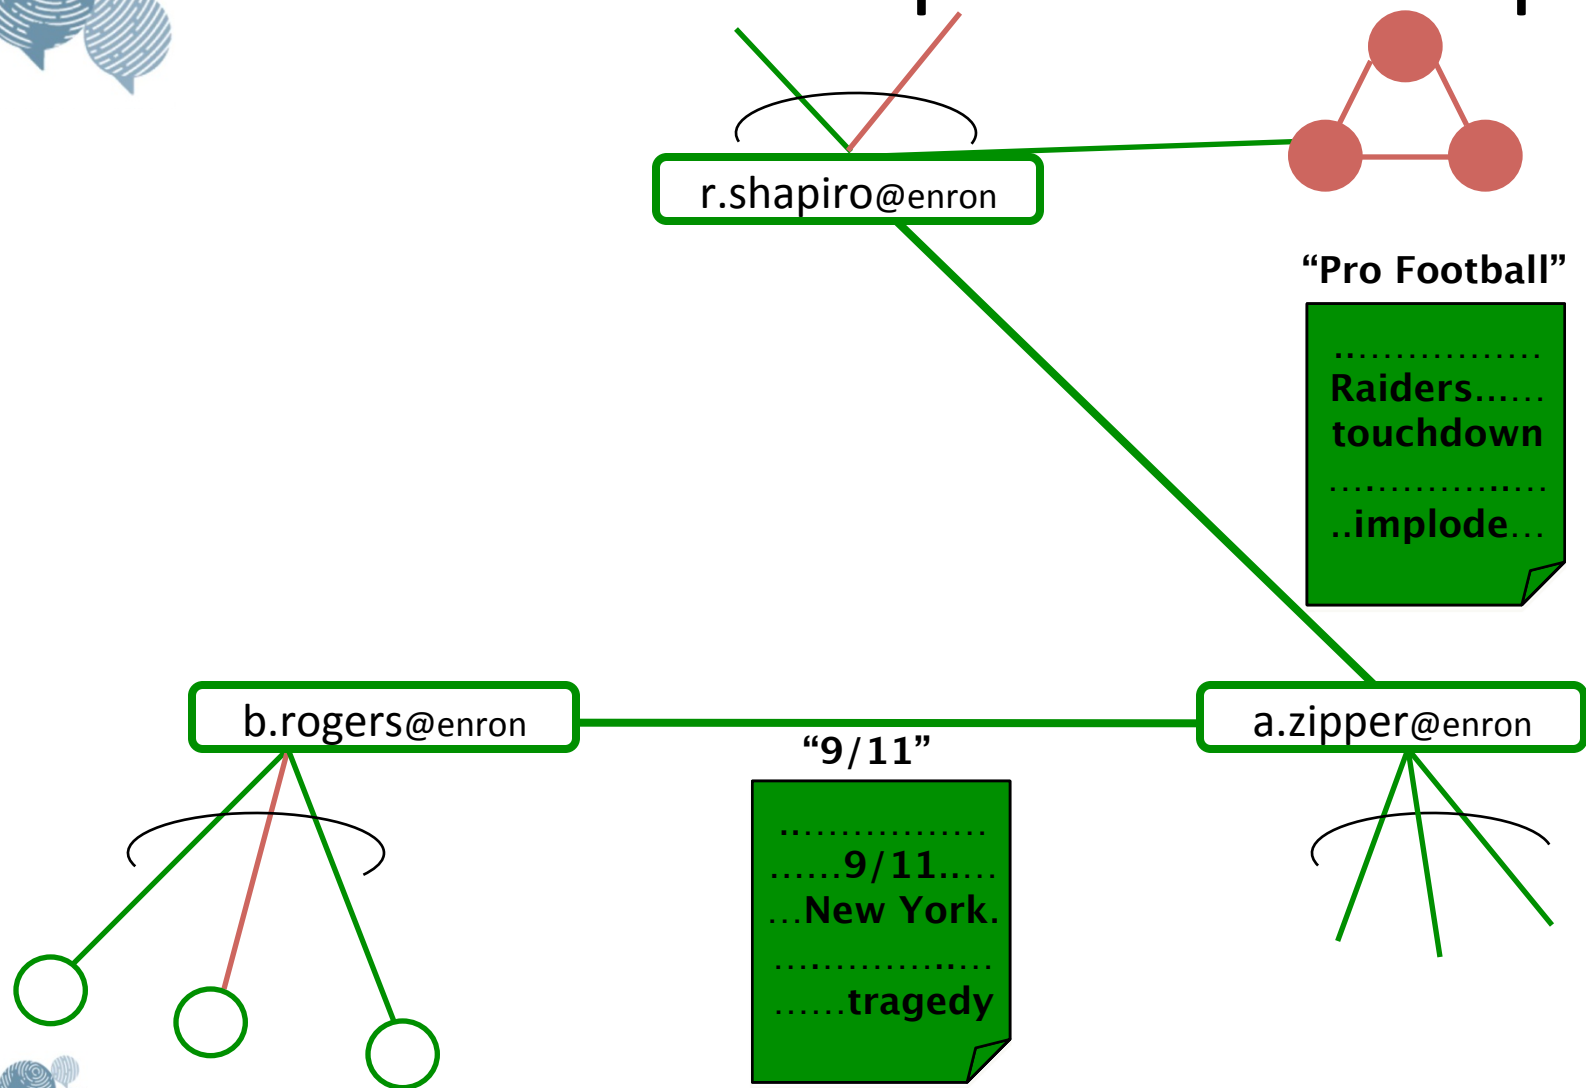 r.shapiro@enron
“Pro Football”
..……………
Raiders……
touchdown
………………
..implode…
b.rogers@enron
a.zipper@enron
“9/11”
..……………
……9/11..…
…New York.
………………
……tragedy